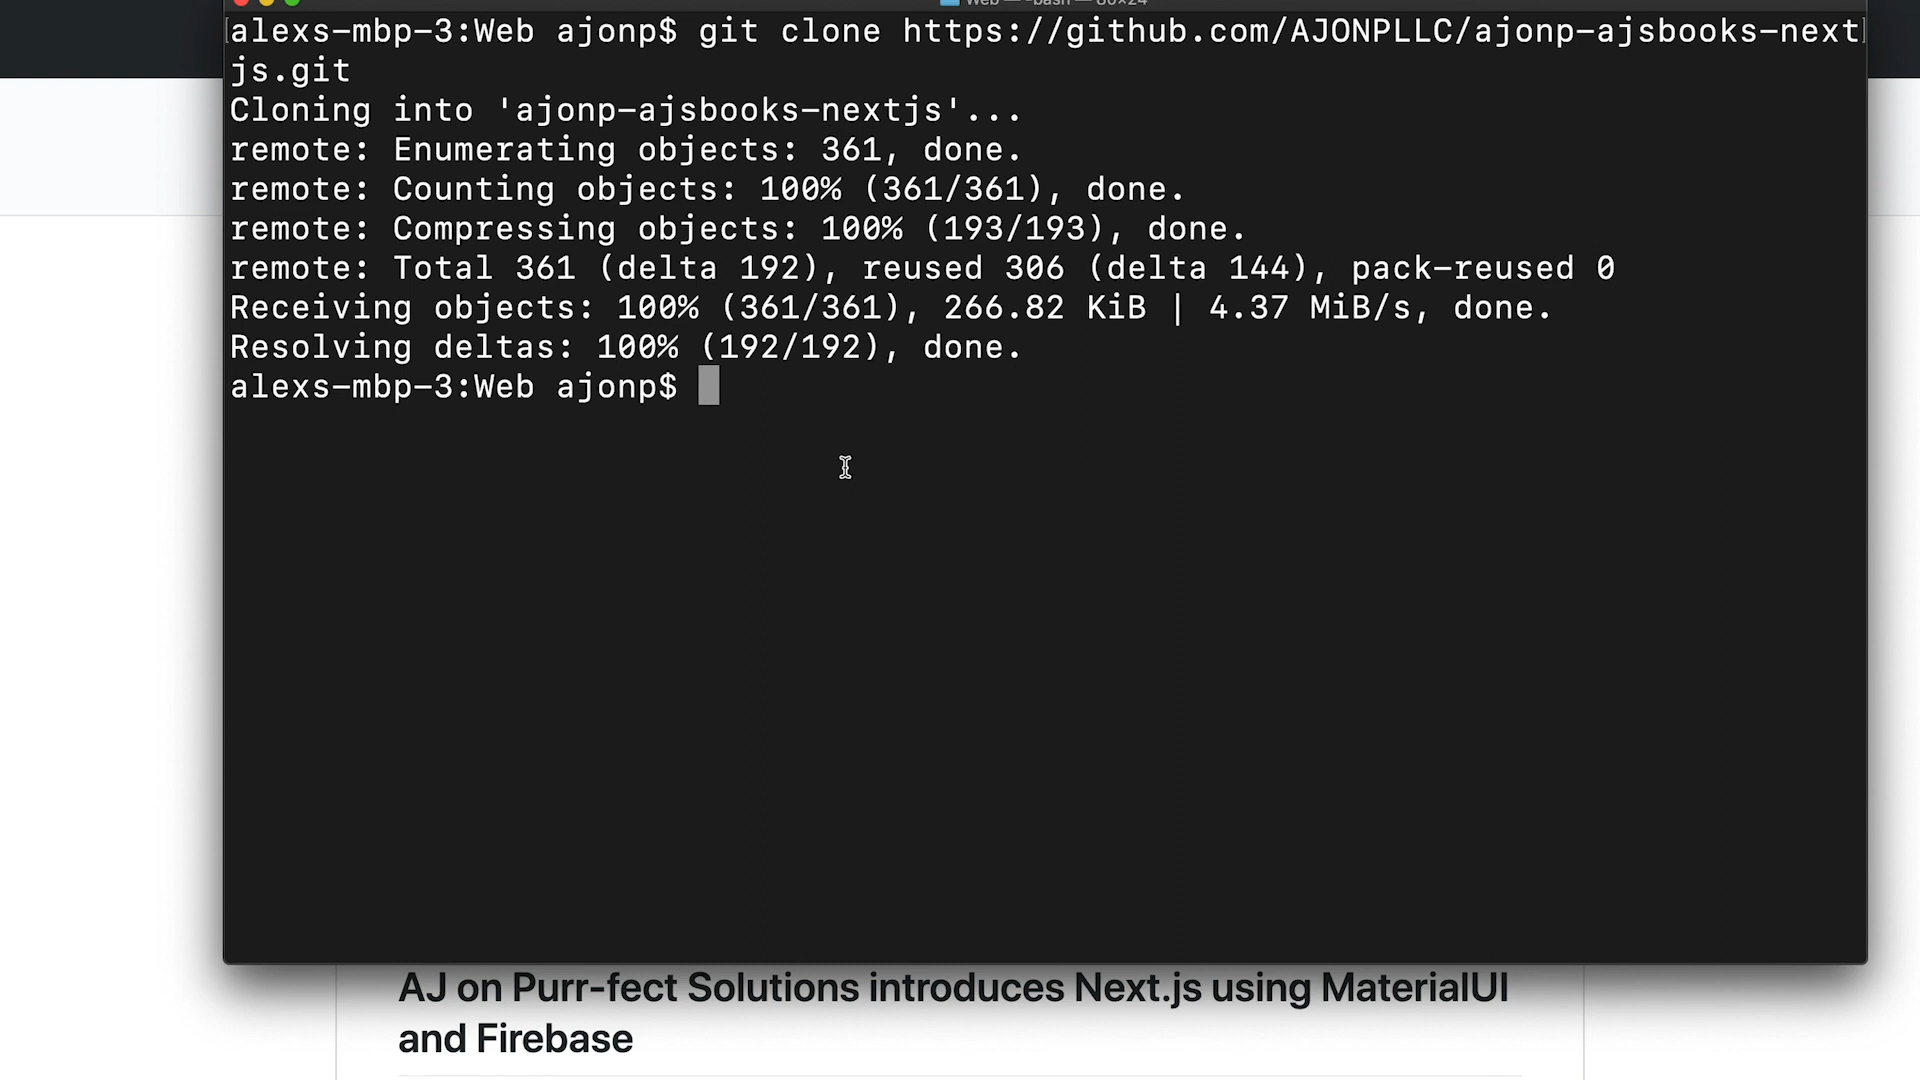 Web — -bash — 80×24
alexs-mbp-3:Web ajonp$ git clone https://github.com/AJONPLLC/ajonp-ajsbooks-next
js.git
Cloning into 'ajonp-ajsbooks-nextjs'...
remote: Enumerating objects: 361, done.
remote: Counting objects: 100% (361/361), done.
remote: Compressing objects: 100% (193/193), done.
remote: Total 361 (delta 192), reused 306 (delta 144), pack-reused 0
Receiving objects: 100% (361/361), 266.82 KiB | 4.37 MiB/s, done.
Resolving deltas: 100% (192/192), done.
alexs-mbp-3:Web ajonp$
AJ on Purr-fect Solutions introduces Next.js using MaterialUI
and Firebase